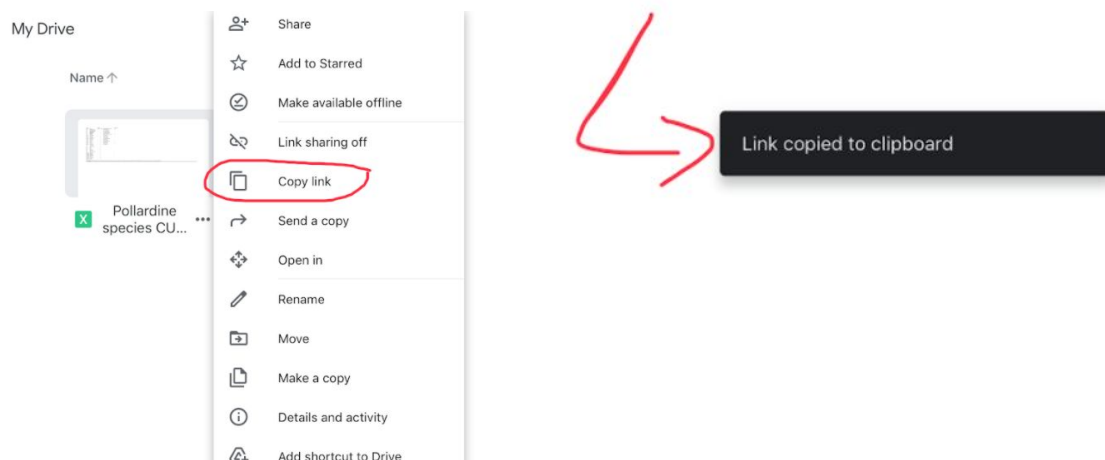 My Drive
Name
Pollardine
species CU...
Share
Add to Starred
Make available offline
Link sharing off
Copy link
Send a copy
Open in
Rename
Move
Make a copy
Details and activity
Add shortcut to Drive
Link copied to clipboard